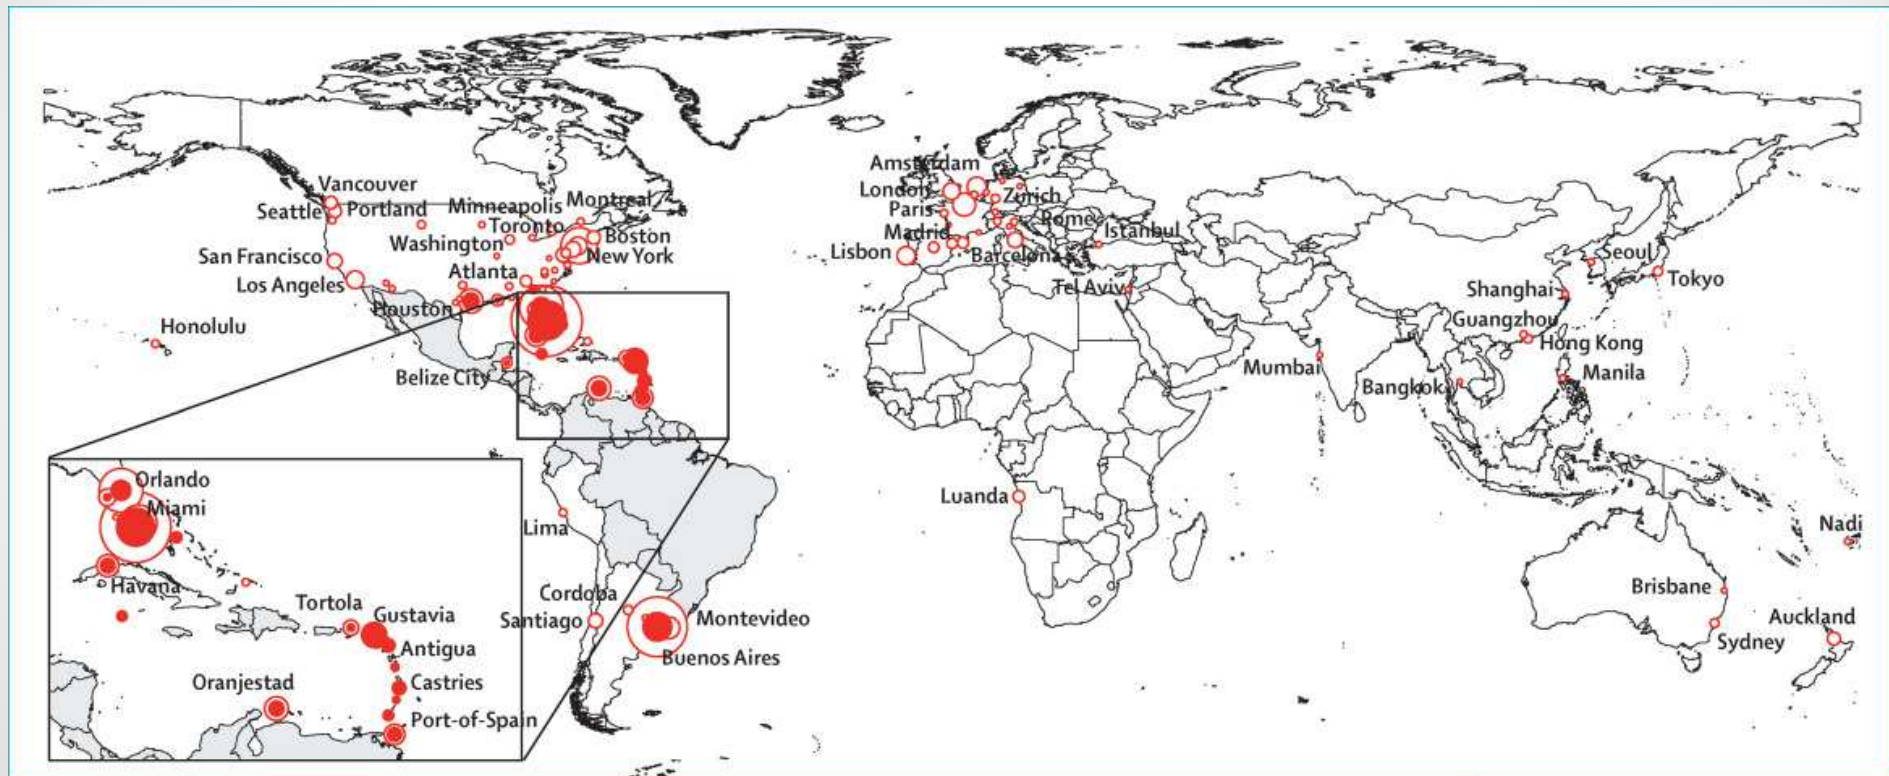 Vancouver
Seattle
Portland
Minneapolis
Montreal
Toronto
Washington
Boston
New York
San Francisco
Los Angeles
Atlanta
Houston
Honolulu
Belize City
Amsterdam
London
Zurich
Paris
Rome
Madrid
Istanbul
Lisbon
Barcelona
Tel Aviv
Seoul
Tokyo
Shanghai
Guangzhou
Hong Kong
Mumbai
Bangkok
Manila
Luanda
Lima
Nadi
Brisbane
Auckland
Sydney
Cordoba
Santiago
Montevideo
Buenos Aires
Orlando
Miami
Havana
Tortola
Gustavia
Antigua
Oranjestad
Castries
Port-of-Spain